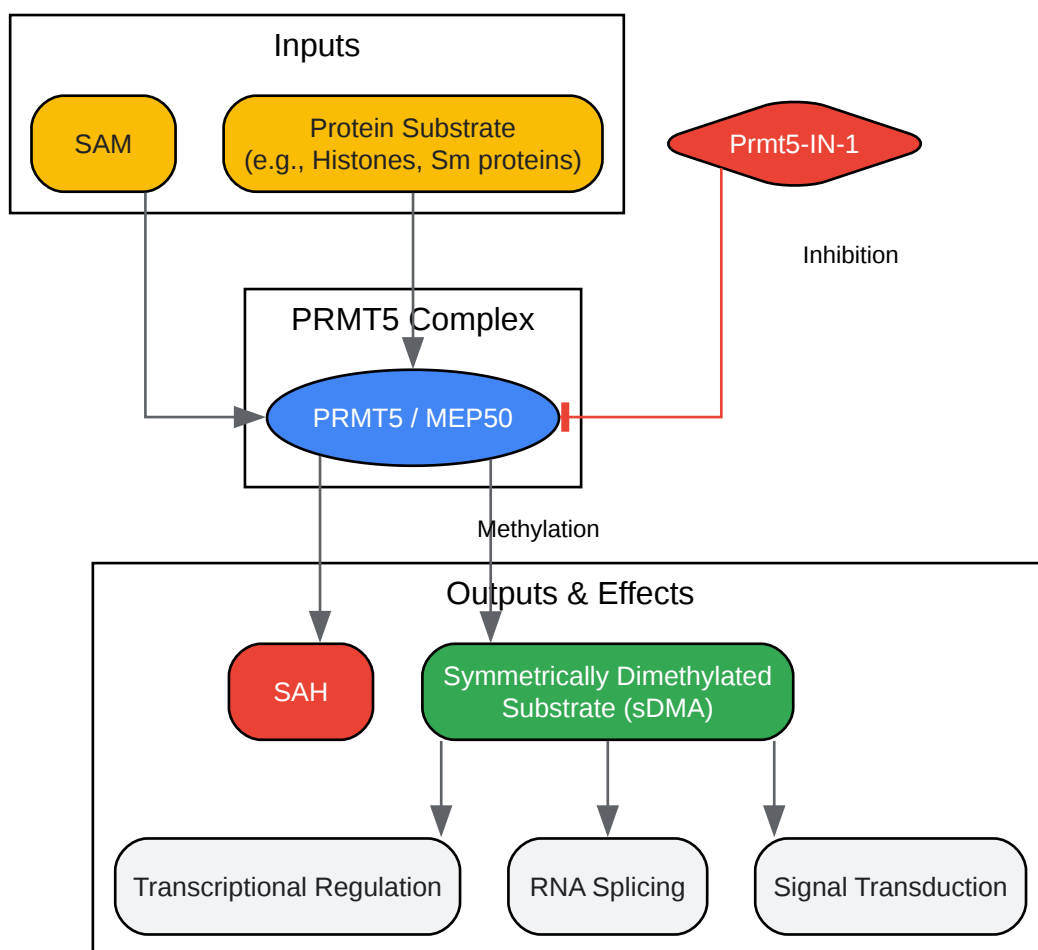 Inputs
SAM
Protein Substrate
(e.g., Histones, Sm proteins)
Prmt5-IN-1
Inhibition
PRMT5 Complex
PRMT5 / MEP50
Methylation
Outputs & Effects
SAH
Symmetrically Dimethylated
Substrate (sDMA)
Transcriptional Regulation
RNA Splicing
Signal Transduction